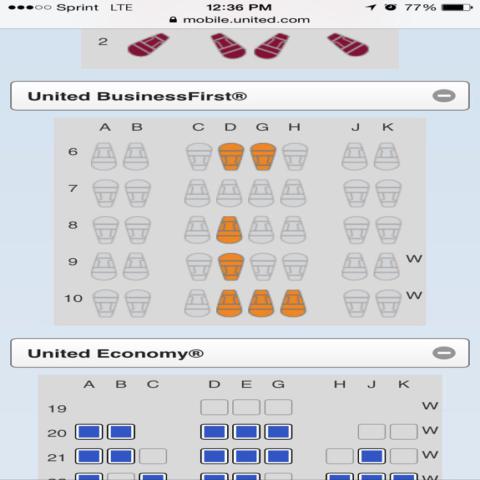 Sprint LTE 12:36 PM 77%
mobile.united.com
2
United BusinessFirst®
A B C D G H J K
6
7
8
9 W
10 W
United Economy®
A B C D E G H J K
19 W
20 W
21 W